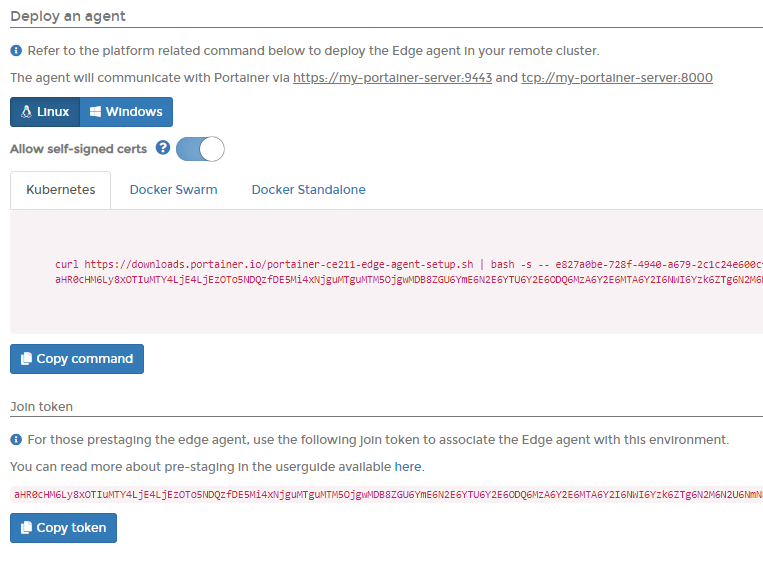 Deploy an agent
Refer to the platform related command below to deploy the Edge agent in your remote cluster.
The agent will communicate with Portainer via https://my-portainer-server:9443 and tcp://my-portainer-server:8000
Linux Windows
Allow self-signed certs
Kubernetes Docker Swarm Docker Standalone
curl https://downloads.portainer.io/portainer-ce211-edge-agent-setup.sh | bash -s -- e827a0be-728f-4940-a679-2c1c24e600c
aHR0cHM6Ly8xOTIuMTY4LjE4LjEzOTo5NDQzfDE5Mi4xNjguMTguMTM5OjgwMDB8ZGU6YmE6N2E6YTU6Y2E6ODQ6MzA6Y2E6MTA6Y2I6NWI6Yzk6ZTg6N2M6N
Copy command
Join token
For those prestaging the edge agent, use the following join token to associate the Edge agent with this environment.
You can read more about pre-staging in the userguide available here.
aHR0cHM6Ly8xOTIuMTY4LjE4LjEzOTo5NDQzfDE5Mi4xNjguMTguMTM5OjgwMDB8ZGU6YmE6N2E6YTU6Y2E6ODQ6MzA6Y2E6MTA6Y2I6NWI6Yzk6ZTg6N2M6N2U6NmN
Copy token